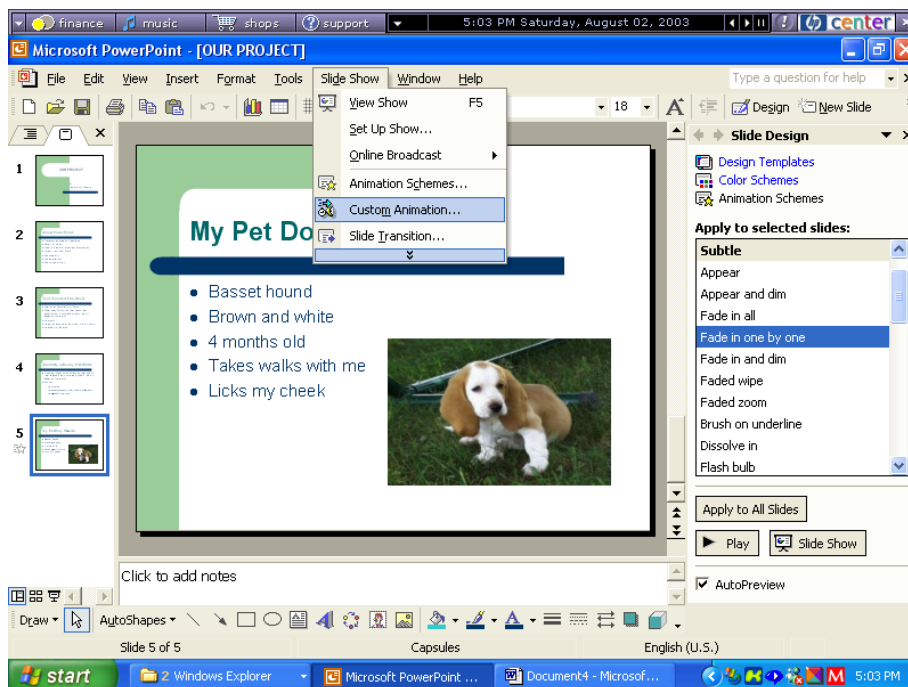 finance music shops support 5:03 PM Saturday, August 02, 2003 center
Microsoft PowerPoint - [OUR PROJECT]
File Edit View Insert Format Tools Slide Show Window Help Type a question for help
18 A Design New Slide
View Show F5
Set Up Show...
Online Broadcast
Animation Schemes...
Custom Animation...
Slide Transition...
1
2
3
4
5
My Pet Do
Basset hound
Brown and white
4 months old
Takes walks with me
Licks my cheek
Slide Design
Design Templates
Color Schemes
Animation Schemes
Apply to selected slides:
Subtle
Appear
Appear and dim
Fade in all
Fade in one by one
Fade in and dim
Faded wipe
Faded zoom
Brush on underline
Dissolve in
Flash bulb
Apply to All Slides
Play Slide Show
AutoPreview
Click to add notes
Draw AutoShapes
Slide 5 of 5 Capsules English (U.S.)
start 2 Windows Explorer Microsoft PowerPoint ... Document4 - Microsof... 5:03 PM